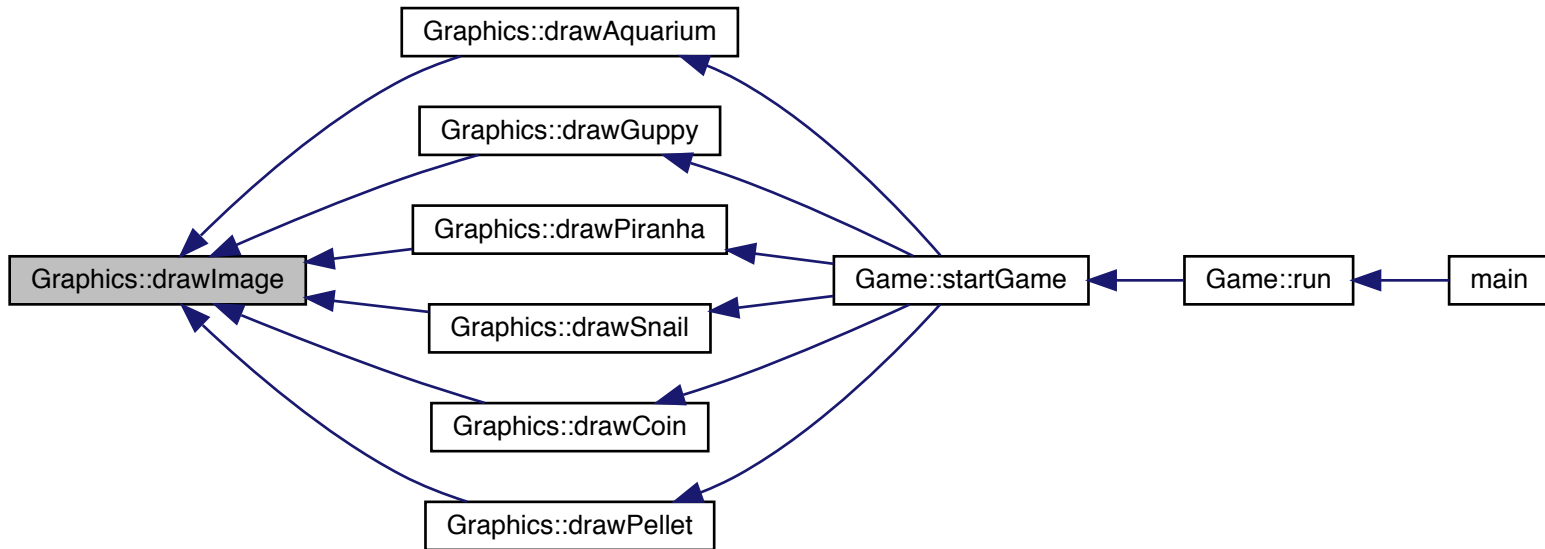 Graphics::drawAquarium
Graphics::drawGuppy
Graphics::drawPiranha
Graphics::drawImage
Game::startGame
Game::run
main
Graphics::drawSnail
Graphics::drawCoin
Graphics::drawPellet